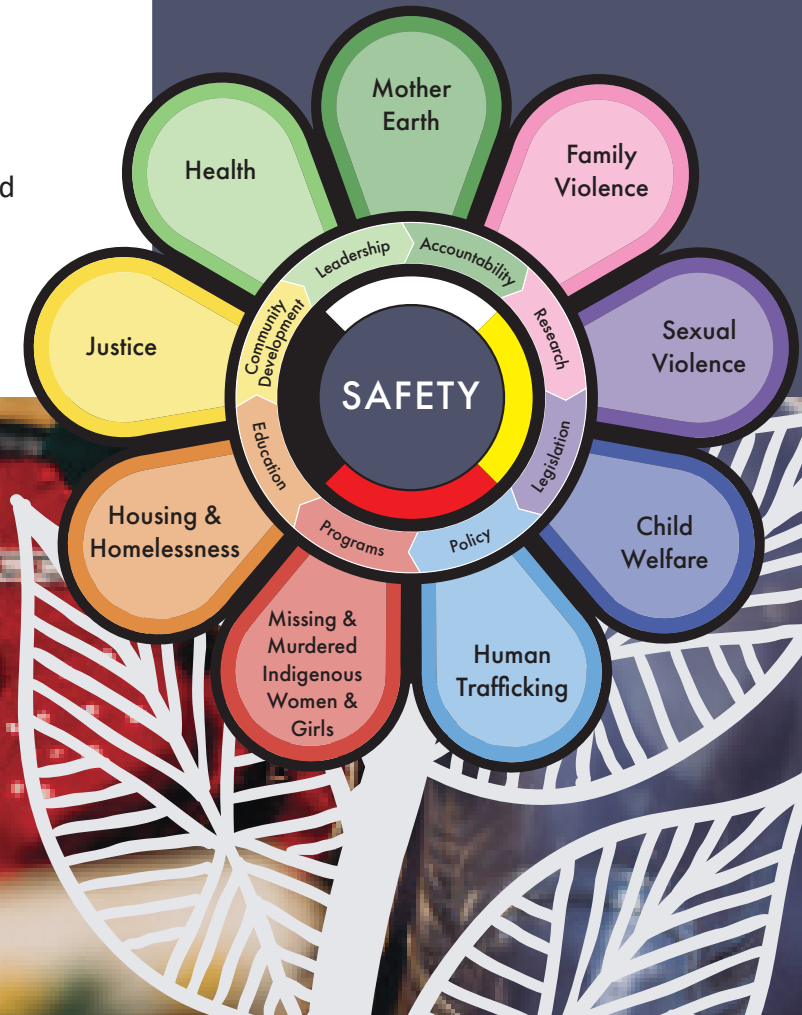 d
Mother
Earth
Health
Family
Violence
Justice
Sexual
Violence
Housing &
Homelessness
Child
Welfare
Missing &
Murdered
Indigenous
Women &
Girls
Human
Trafficking
Leadership
Accountability
Research
Legislation
Policy
Programs
Education
Community
Development
SAFETY